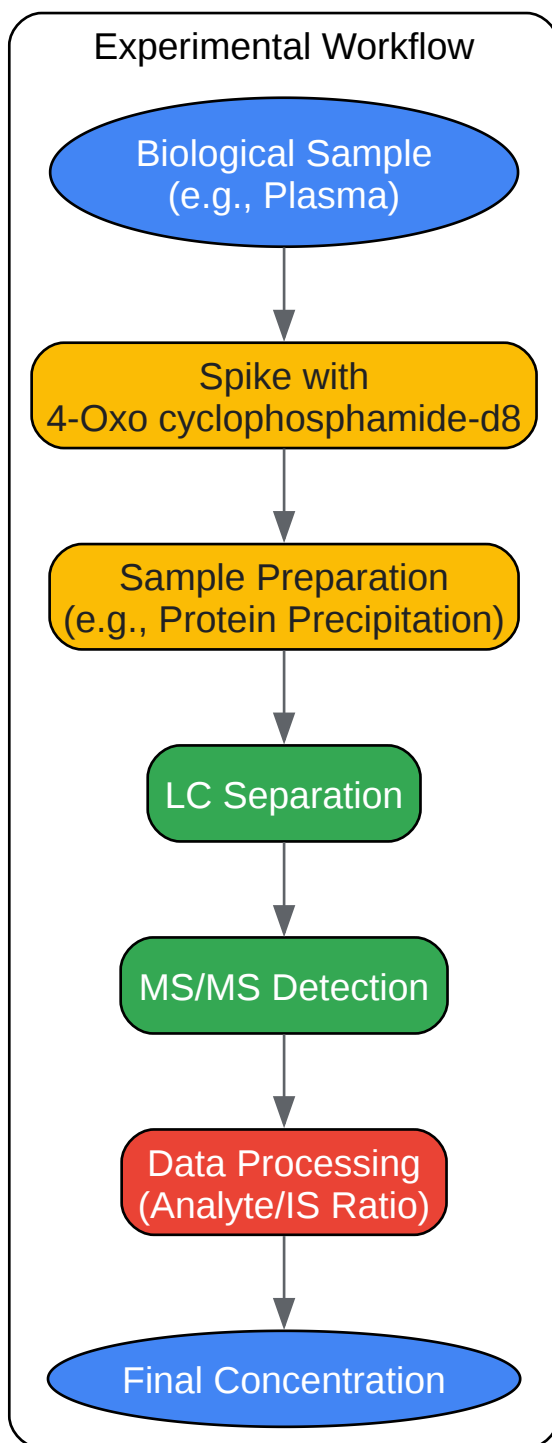 Experimental Workflow
Biological Sample
(e.g., Plasma)
Spike with
4-Oxo cyclophosphamide-d8
Sample Preparation
(e.g., Protein Precipitation)
LC Separation
MS/MS Detection
Data Processing
(Analyte/IS Ratio)
Final Concentration